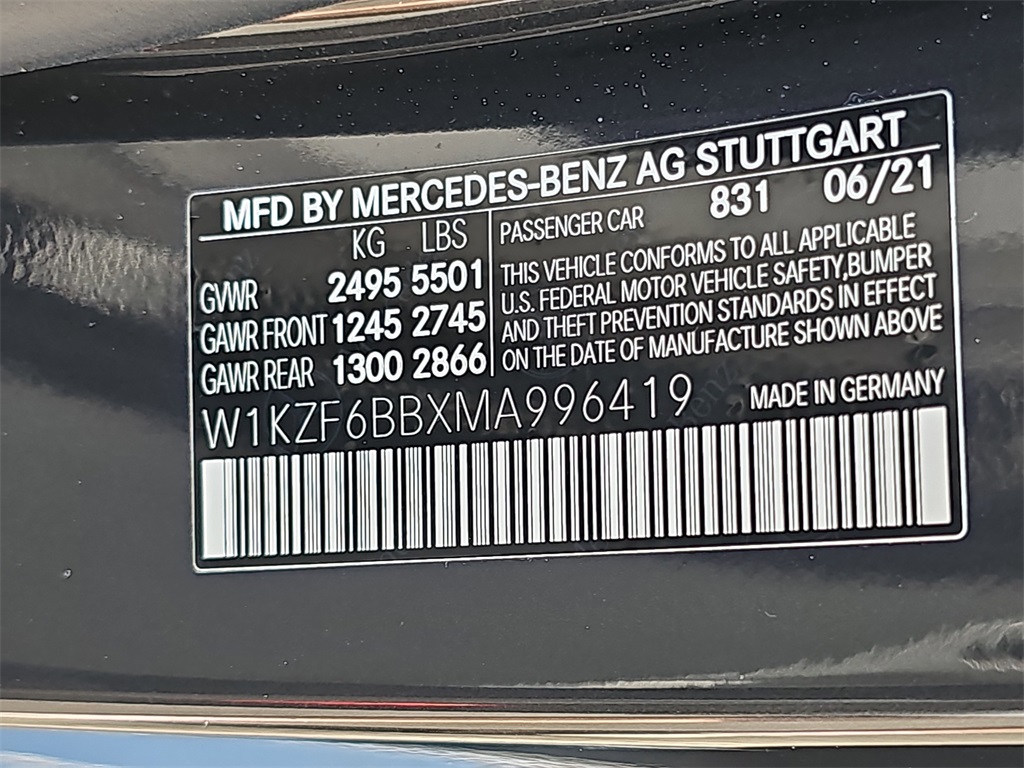 MFD BY MERCEDES-BENZ AG STUTTGART
KG LBS
GVWR 2495 5501
GAWR FRONT 1245 2745
GAWR REAR 1300 2866
PASSENGER CAR 831 06/21
THIS VEHICLE CONFORMS TO ALL APPLICABLE
U.S. FEDERAL MOTOR VEHICLE SAFETY,BUMPER
AND THEFT PREVENTION STANDARDS IN EFFECT
ON THE DATE OF MANUFACTURE SHOWN ABOVE
W1KZF6BBXMA996419 MADE IN GERMANY